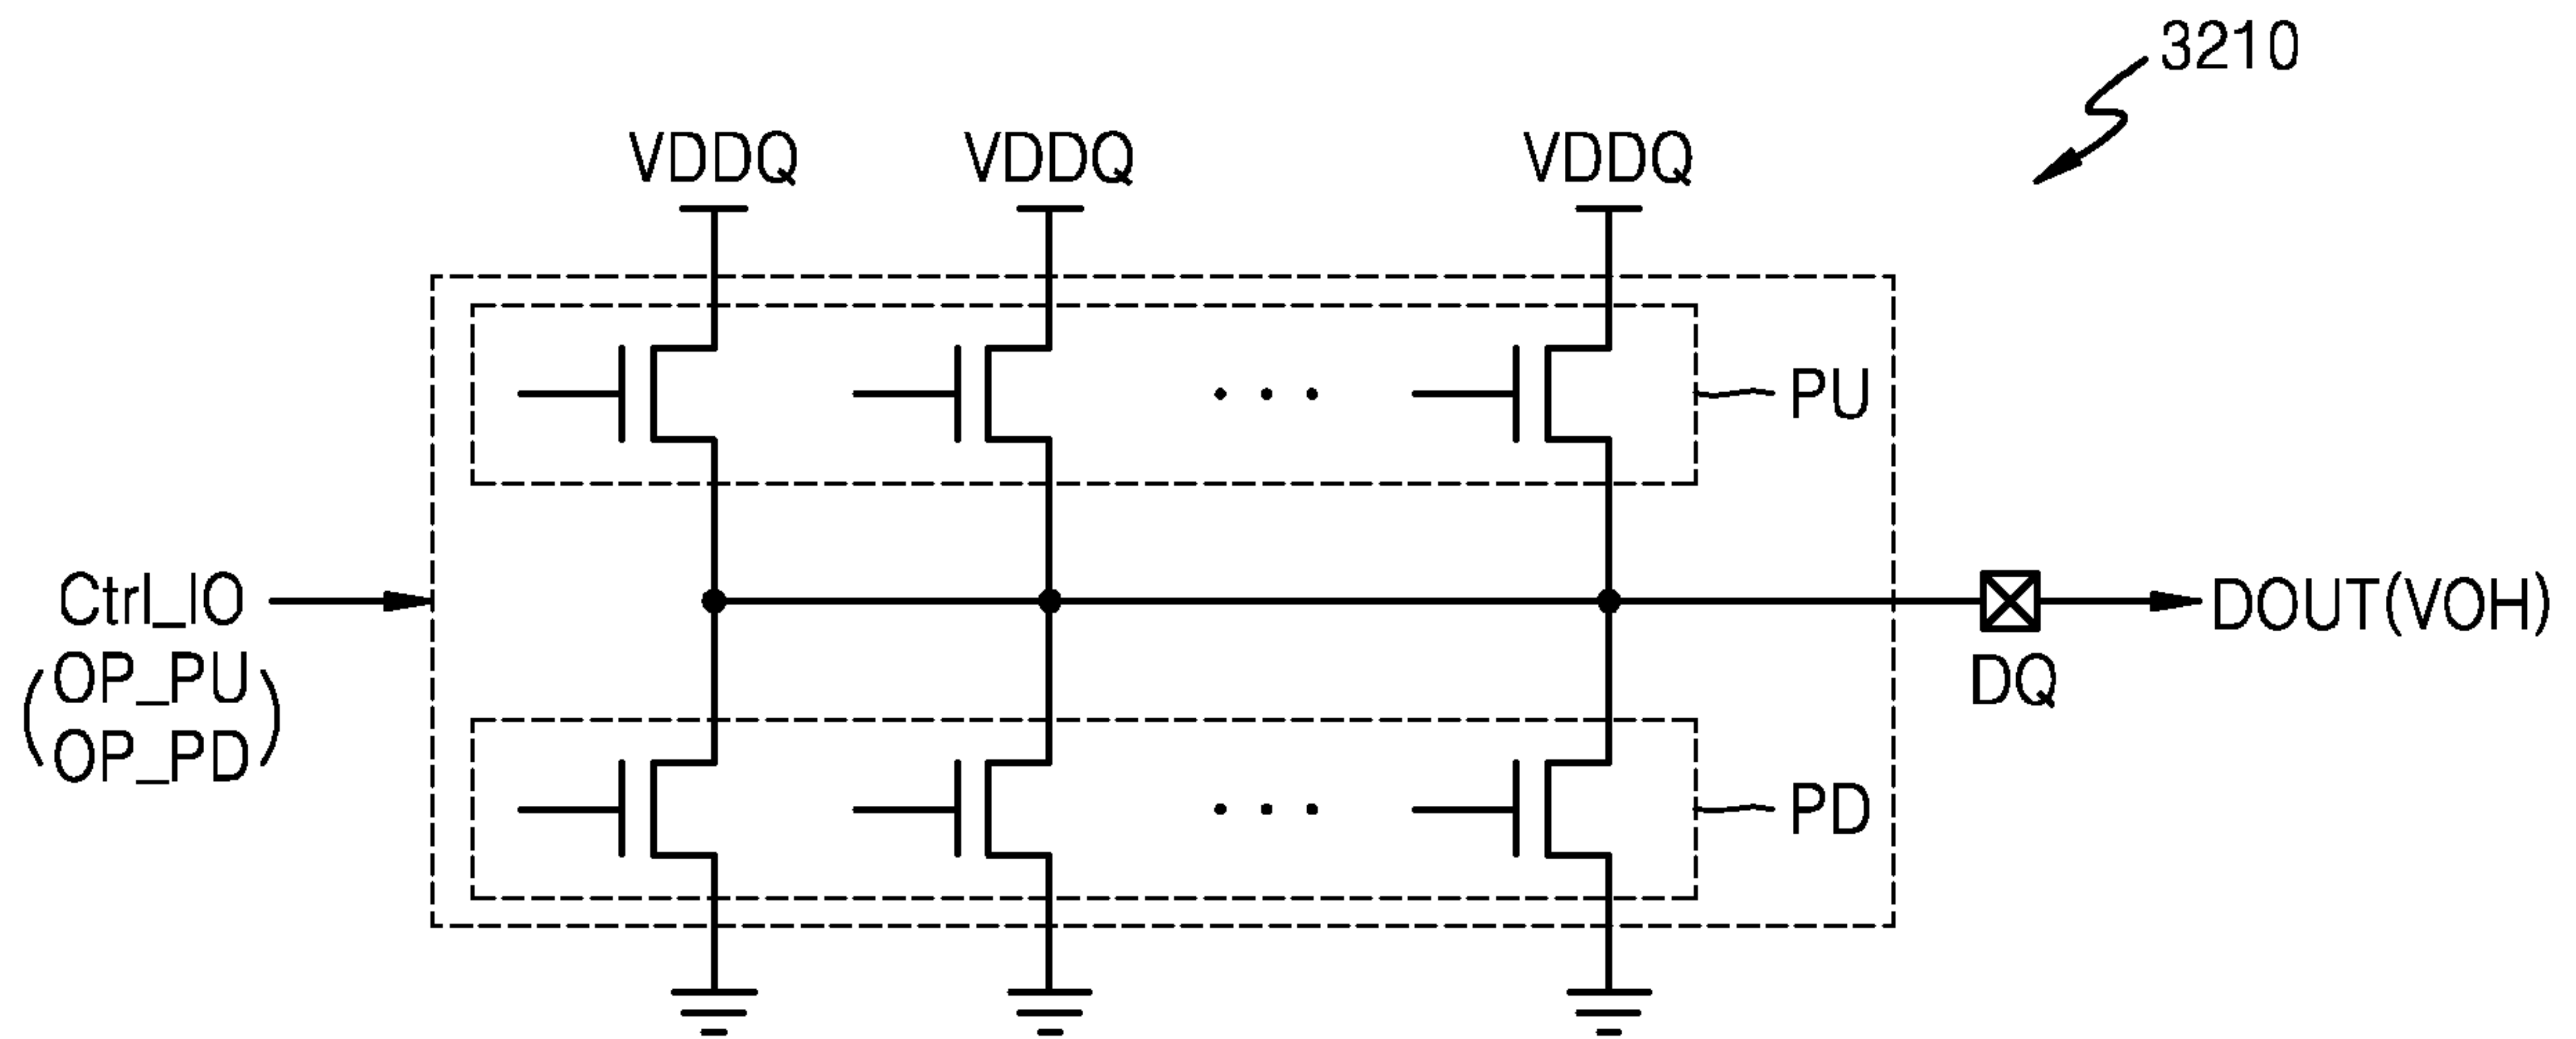 3210
VDDQ VDDQ VDDQ
PU
Ctrl_IO
(OP_PU
OP_PD)
DQ
DOUT(VOH)
PD